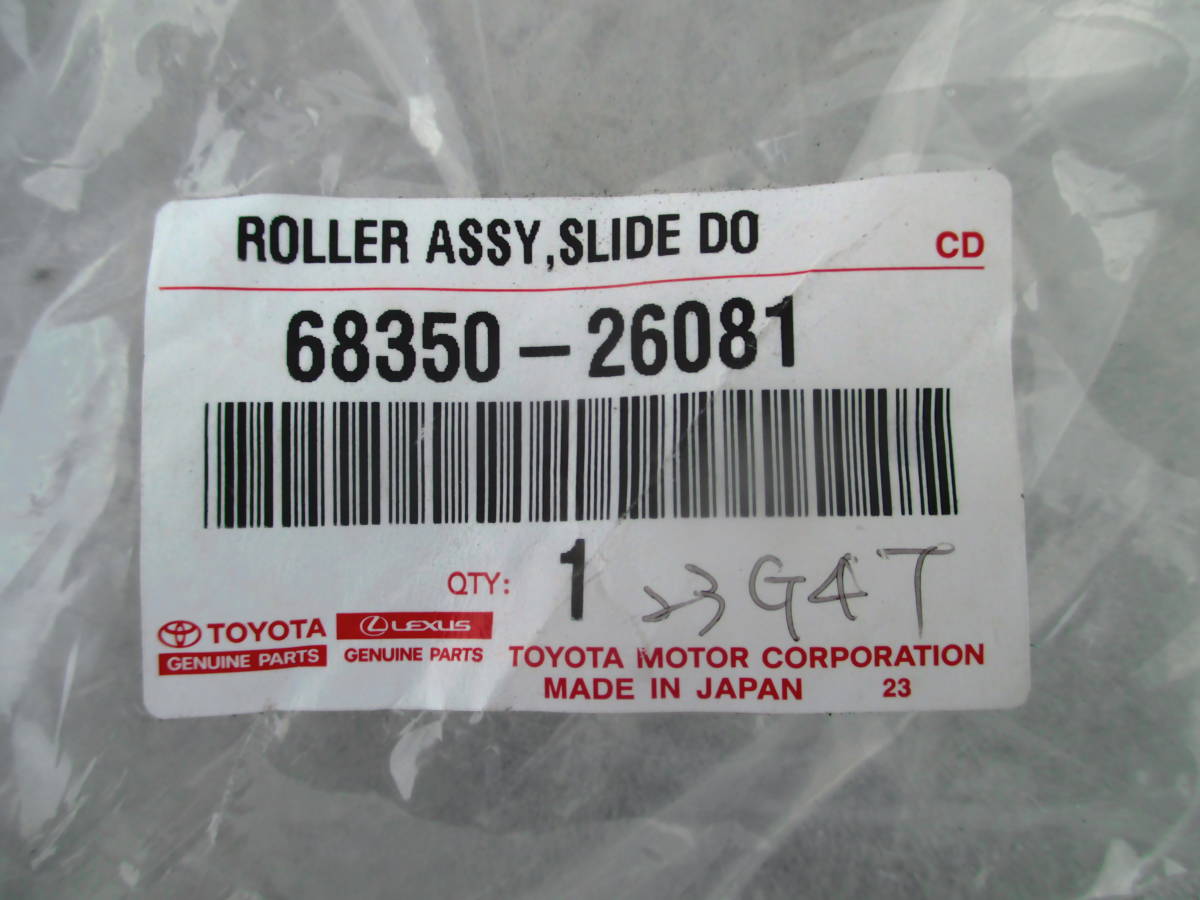 ROLLER ASSY,SLIDE DO CD
68350-26081
QTY: 1 23G4T
TOYOTA LEXUS
GENUINE PARTS GENUINE PARTS
TOYOTA MOTOR CORPORATION
MADE IN JAPAN 23